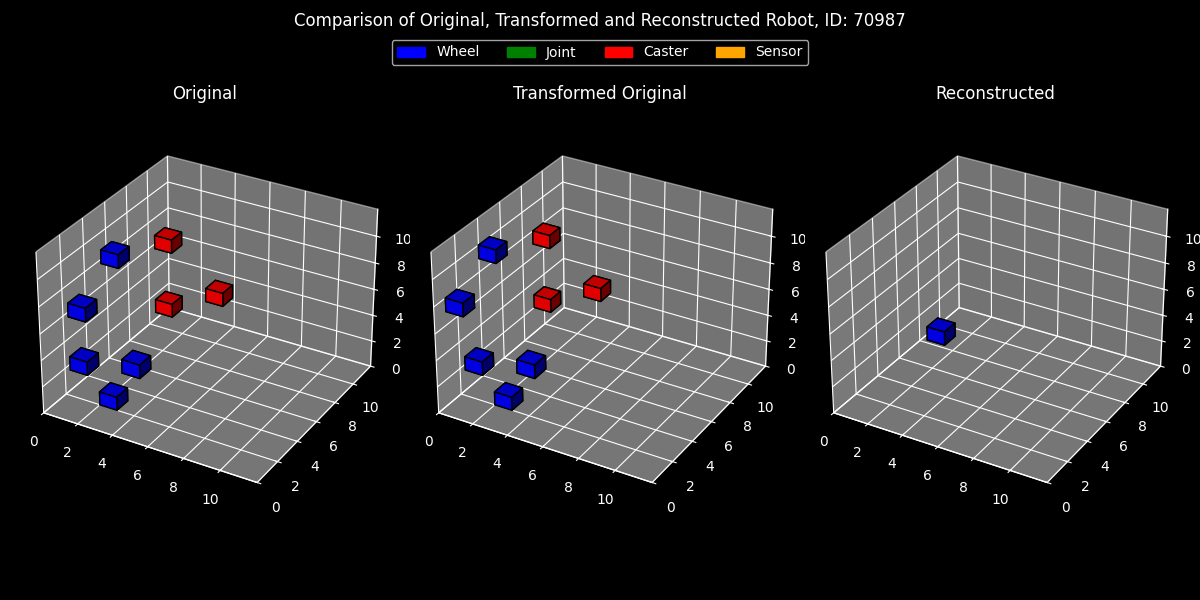 Comparison of Original, Transformed and Reconstructed Robot, ID: 70987
Wheel Joint Caster Sensor
Original
Transformed Original
Reconstructed
0 2 4 6 8 10
0 2 4 6 8 10
0 2 4 6 8 10
0 2 4 6 8 10
0 2 4 6 8 10
0 2 4 6 8 10
0 2 4 6 8 10
0 2 4 6 8 10
0 2 4 6 8 10